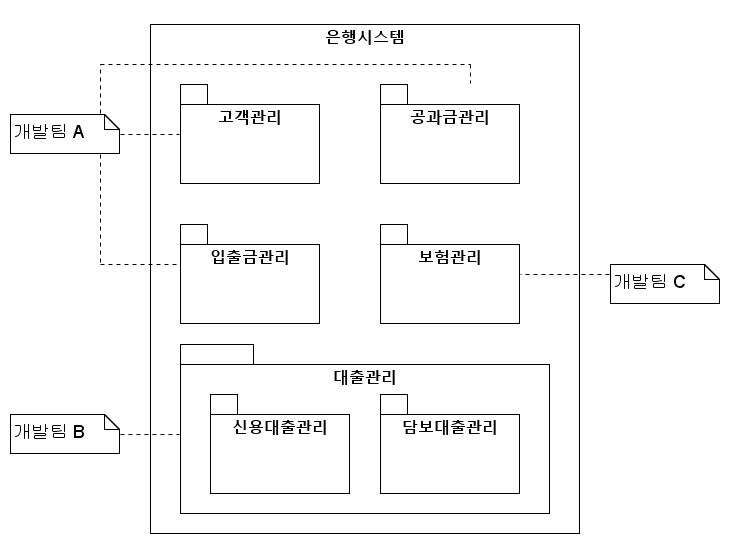 은행시스템
고객관리
공과금관리
개발팀 A
입출금관리
보험관리
개발팀 C
대출관리
신용대출관리
담보대출관리
개발팀 B